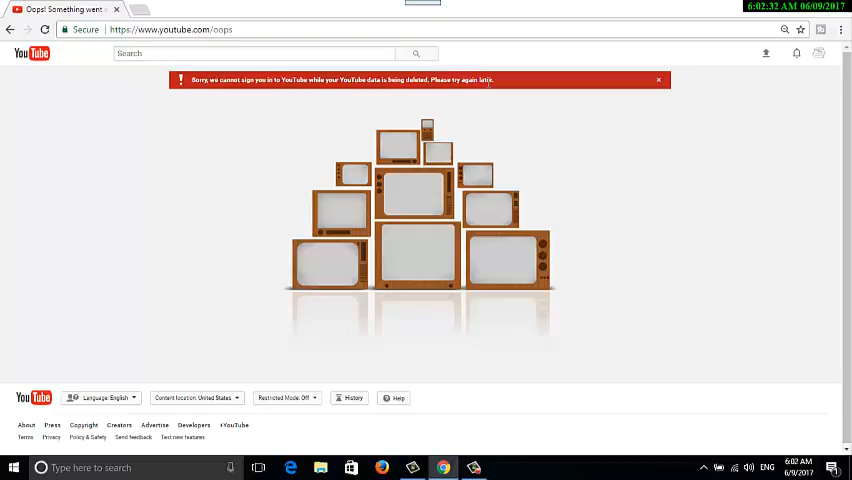 6:02:32 AM 06/09/2017
Oops! Something went
Secure https://www.youtube.com/oops
YouTube Search
Sorry, we cannot sign you in to YouTube while your YouTube data is being deleted. Please try again later.
YouTube Language: English Content location: United States Restricted Mode: Off History Help
About Press Copyright Creators Advertise Developers +YouTube
Terms Privacy Policy & Safety Send feedback Test new features
Type here to search ENG 6:02 AM
6/9/2017